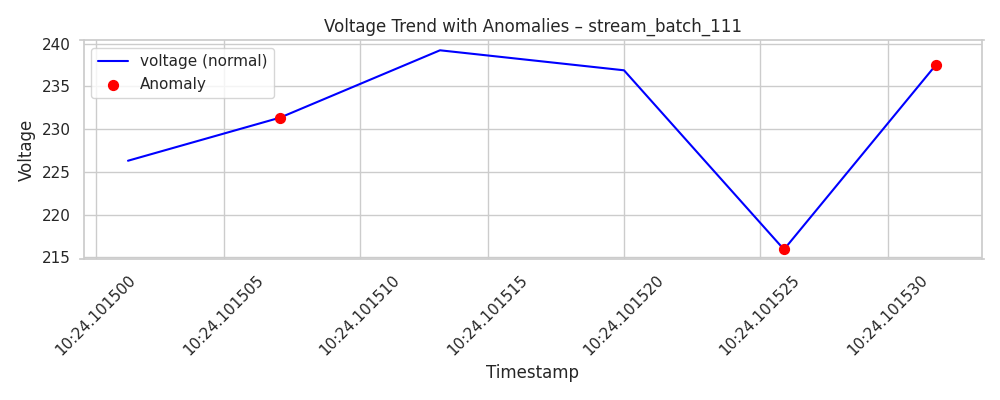 Voltage Trend with Anomalies – stream_batch_111
voltage (normal)
Anomaly
Voltage
240
235
230
225
220
215
10:24.101500
10:24.101505
10:24.101510
10:24.101515
10:24.101520
10:24.101525
10:24.101530
Timestamp